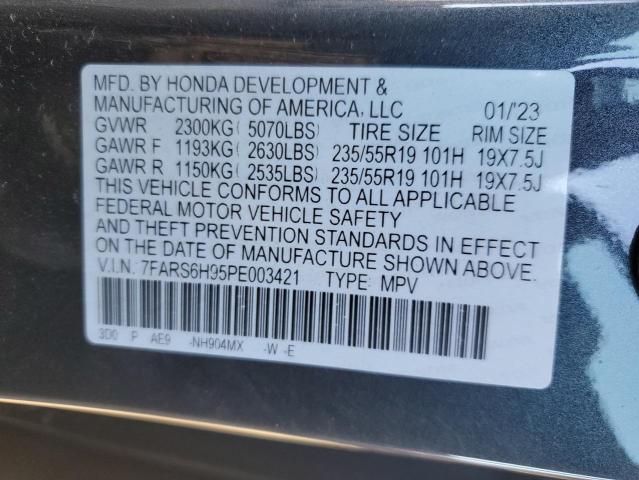 MFD. BY HONDA DEVELOPMENT &
MANUFACTURING OF AMERICA, LLC 01/'23
GVWR 2300KG( 5070LBS) TIRE SIZE RIM SIZE
GAWR F 1193KG( 2630LBS) 235/55R19 101H 19X7.5J
GAWR R 1150KG( 2535LBS) 235/55R19 101H 19X7.5J
THIS VEHICLE CONFORMS TO ALL APPLICABLE
FEDERAL MOTOR VEHICLE SAFETY
AND THEFT PREVENTION STANDARDS IN EFFECT
ON THE DATE OF MANUFACTURE SHOWN ABOVE.
V.I.N. 7FARS6H95PE003421 TYPE: MPV
3D0 P AE9 -NH904MX -W -E